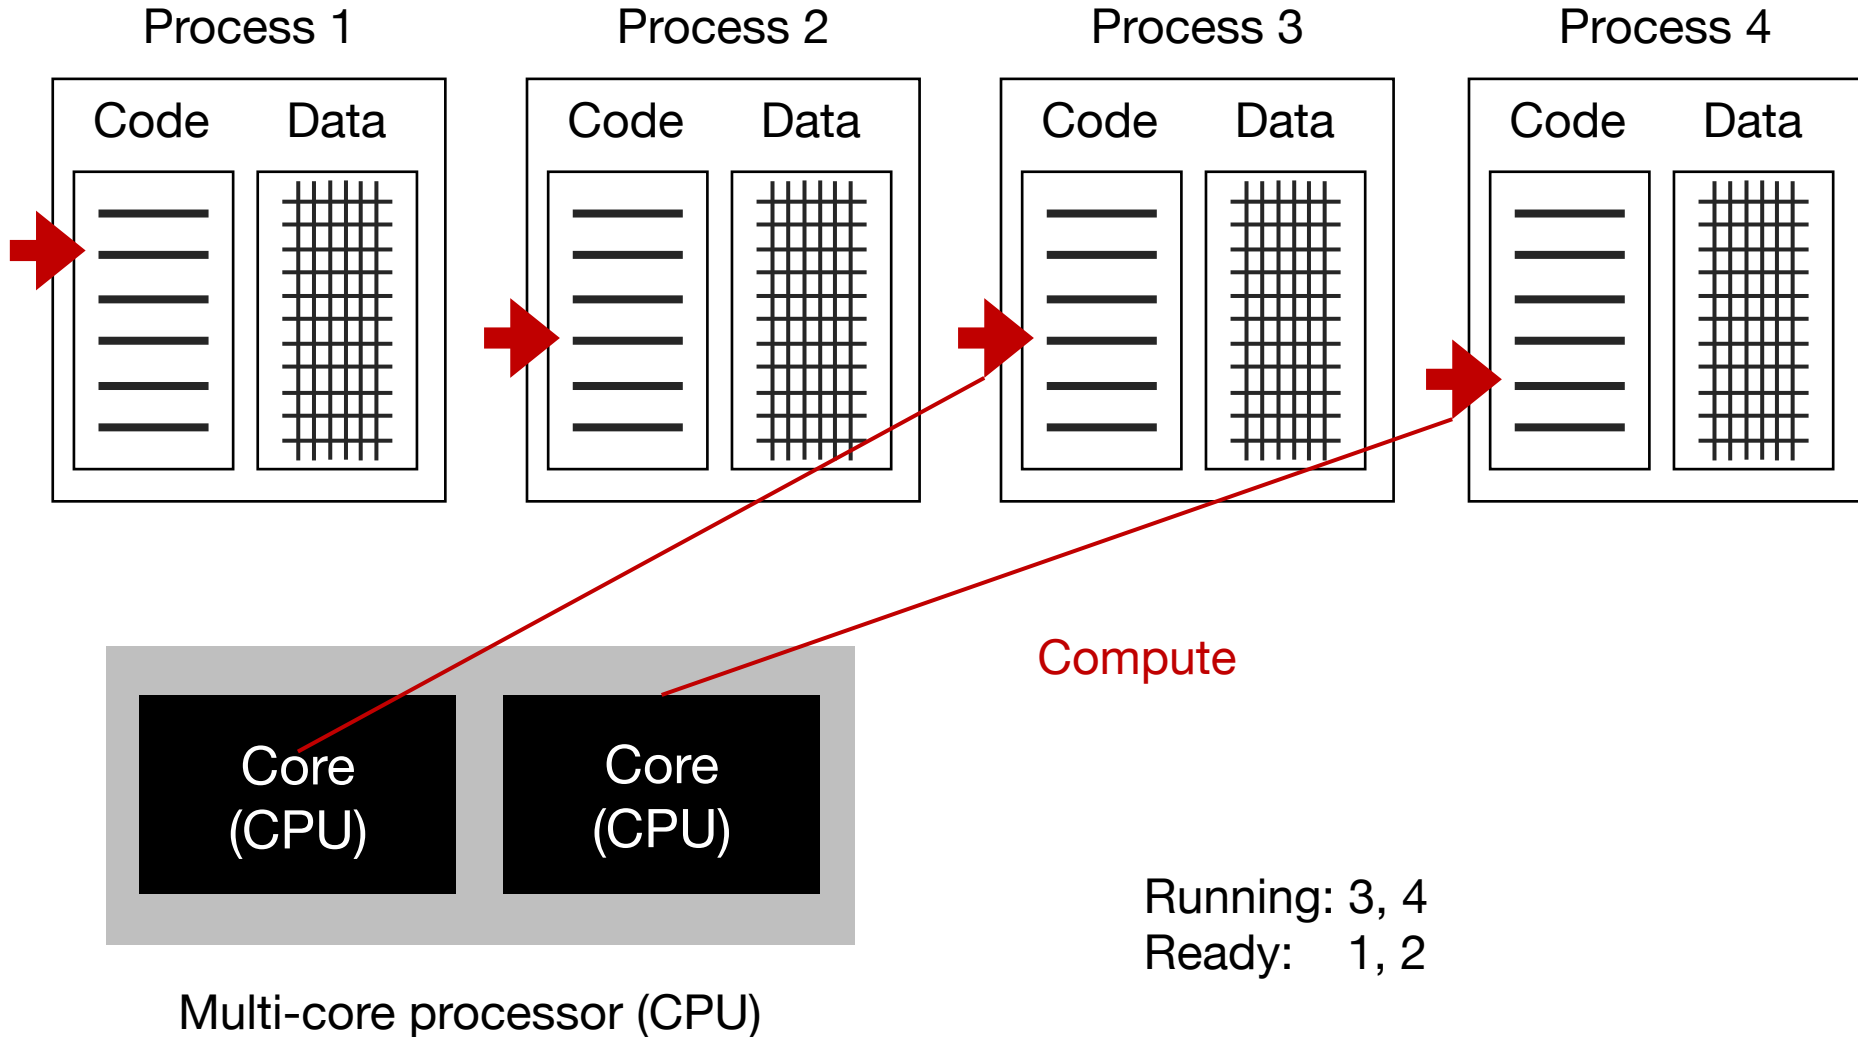 Process 1
Process 2
Process 3
Process 4
Code Data
Code Data
Code Data
Code Data
Compute
Core
(CPU)
Core
(CPU)
Running: 3, 4
Ready: 1, 2
Multi-core processor (CPU)